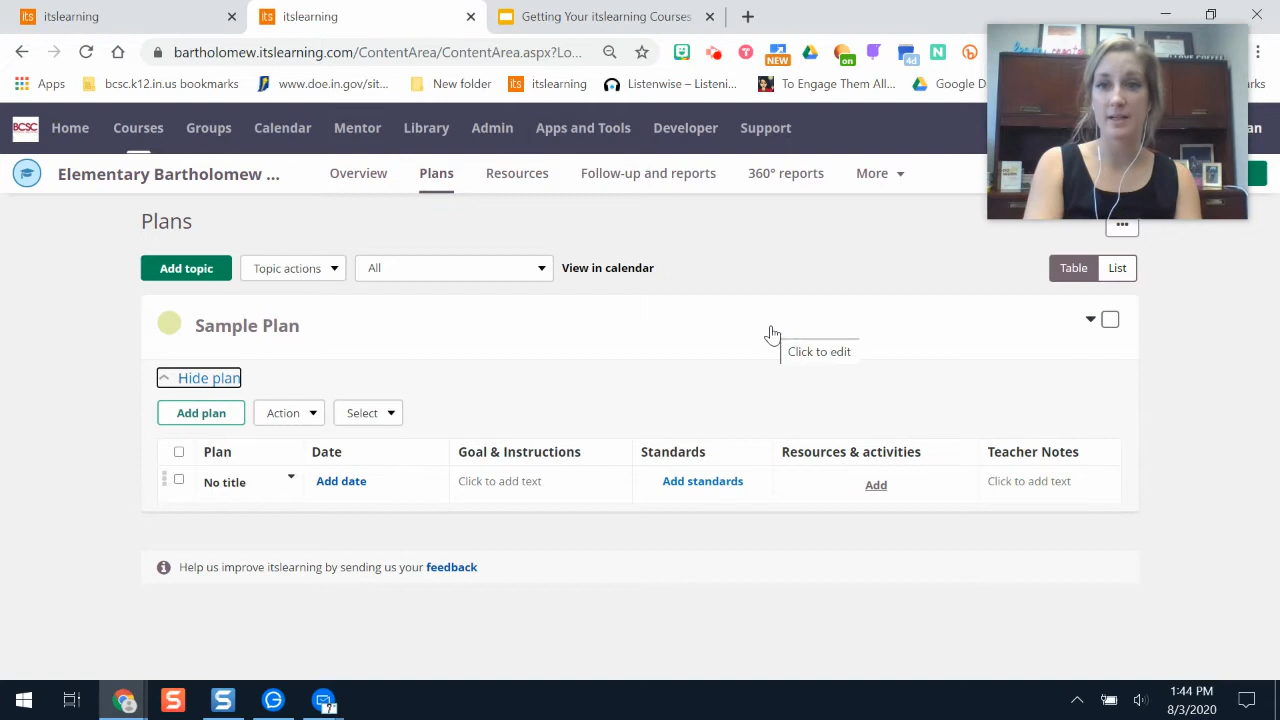 itslearning
itslearning
Getting Your itslearning Courses
bartholomew.itslearning.com/ContentArea/ContentArea.aspx?Lo...
NEW
on
4d
bcsc.k12.in.us bookmarks
www.doe.in.gov/sit...
New folder
itslearning
Listenwise – Listeni...
To Engage Them All...
BCSC
Home
Courses
Groups
Calendar
Mentor
Library
Admin
Apps and Tools
Developer
Support
Elementary Bartholomew ...
Overview
Plans
Resources
Follow-up and reports
360° reports
More
Plans
Add topic
Topic actions
All
View in calendar
Table
List
Sample Plan
Click to edit
Hide plan
Add plan
Action
Select
Plan
Date
Goal & Instructions
Standards
Resources & activities
Teacher Notes
No title
Add date
Click to add text
Add standards
Add
Click to add text
Help us improve itslearning by sending us your feedback
1:44 PM
8/3/2020